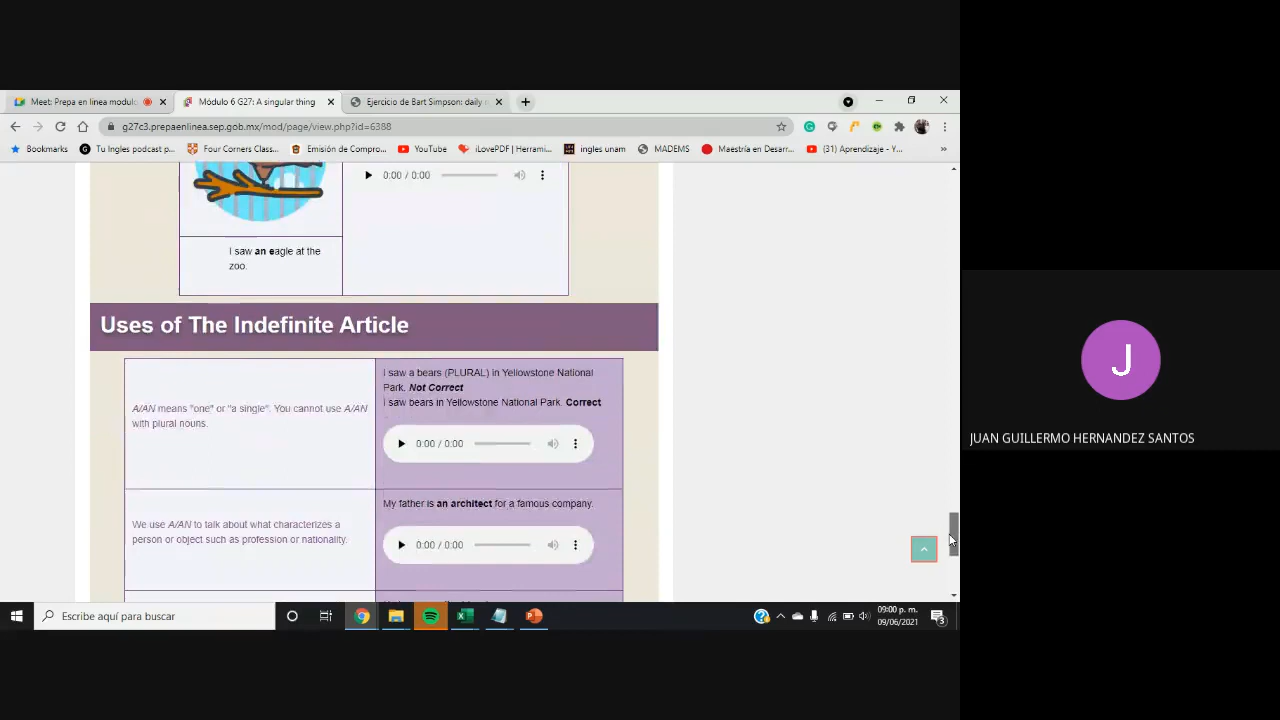 Meet: Prepa en linea modulo
Módulo 6 G27: A singular thing
Ejercicio de Bart Simpson: daily
g27c3.prepaenlinea.sep.gob.mx/mod/page/view.php?id=6388
Bookmarks
Tu Ingles podcast p...
Four Corners Class...
Emisión de Compro...
YouTube
iLovePDF | Herrami...
ingles unam
MADEMS
Maestría en Desarr...
(31) Aprendizaje - Y...
»
0:00 / 0:00
I saw an eagle at the
zoo.
Uses of The Indefinite Article
A/AN means "one" or "a single". You cannot use A/AN
with plural nouns.
I saw a bears (PLURAL) in Yellowstone National
Park. Not Correct
I saw bears in Yellowstone National Park. Correct
.
0:00 / 0:00
We use A/AN to talk about what characterizes a
person or object such as profession or nationality.
My father is an architect for a famous company.
0:00 / 0:00
J
JUAN GUILLERMO HERNANDEZ SANTOS
Escribe aquí para buscar
09:00 p. m.
09/06/2021
3